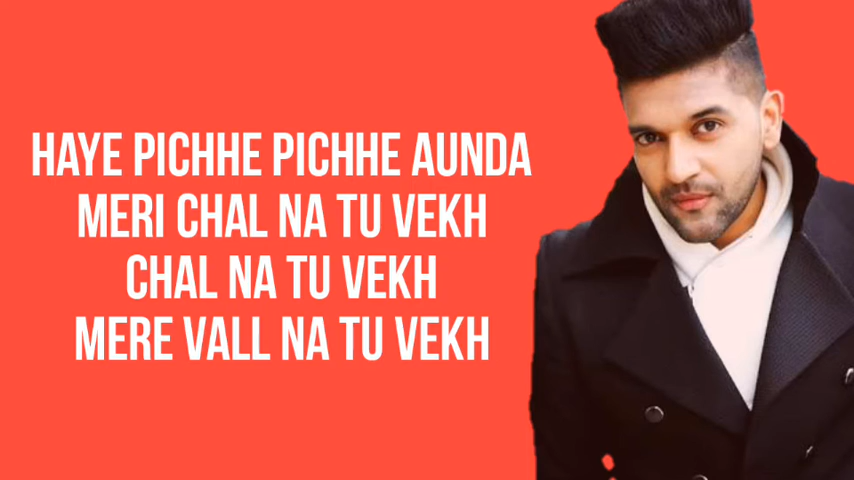 HAYE PICHHE PICHHE AUNDA
MERI CHAL NA TU VEKH
CHAL NA TU VEKH
MERE VALL NA TU VEKH